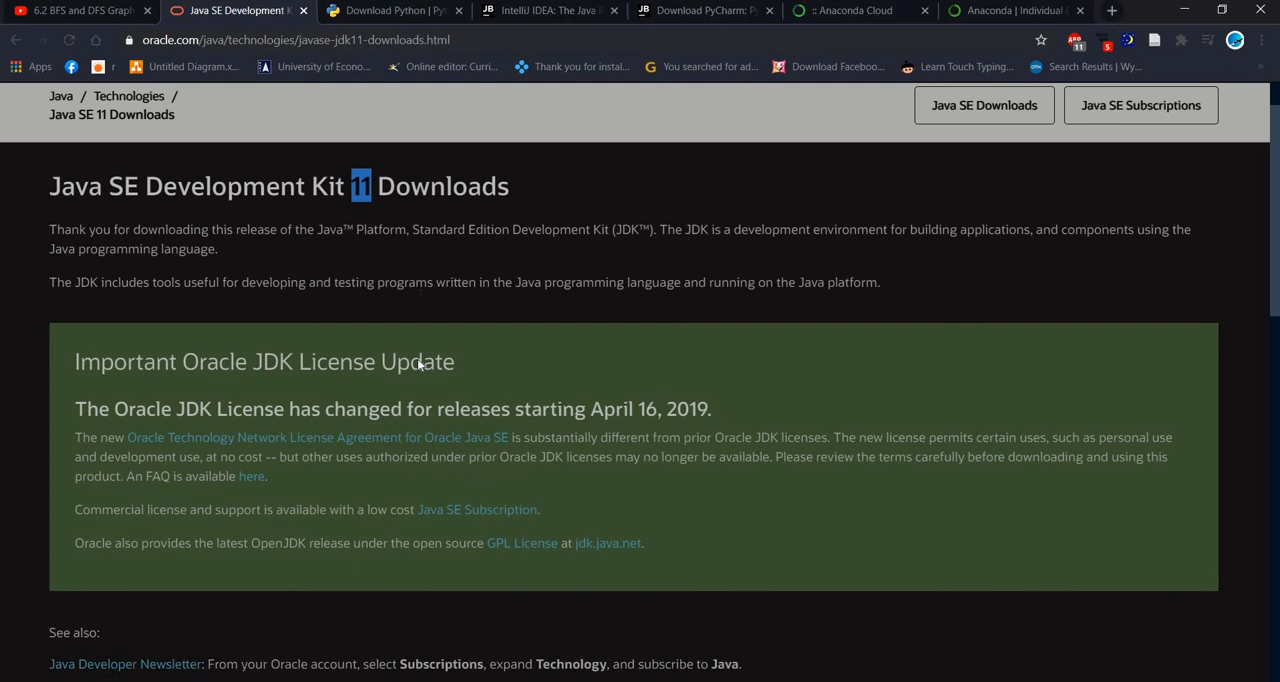 6.2 BFS and DFS Graph
Java SE Development K
Download Python | Pyt
IntelliJ IDEA: The Java I
Download PyCharm: Py
:: Anaconda Cloud
Anaconda | Individual
oracle.com/java/technologies/javase-jdk11-downloads.html
11
5
Apps
r
Untitled Diagram.x...
University of Econo...
Online editor: Curri...
Thank you for instal...
You searched for ad...
Download Faceboo...
Learn Touch Typing...
Search Results | Wy...
Java / Technologies /
Java SE 11 Downloads
Java SE Downloads
Java SE Subscriptions
Java SE Development Kit 11 Downloads
Thank you for downloading this release of the Java™ Platform, Standard Edition Development Kit (JDK™). The JDK is a development environment for building applications, and components using the
Java programming language.
The JDK includes tools useful for developing and testing programs written in the Java programming language and running on the Java platform.
Important Oracle JDK License Update
The Oracle JDK License has changed for releases starting April 16, 2019.
The new Oracle Technology Network License Agreement for Oracle Java SE is substantially different from prior Oracle JDK licenses. The new license permits certain uses, such as personal use
and development use, at no cost -- but other uses authorized under prior Oracle JDK licenses may no longer be available. Please review the terms carefully before downloading and using this
product. An FAQ is available here.
Commercial license and support is available with a low cost Java SE Subscription.
Oracle also provides the latest OpenJDK release under the open source GPL License at jdk.java.net.
See also:
Java Developer Newsletter: From your Oracle account, select Subscriptions, expand Technology, and subscribe to Java.